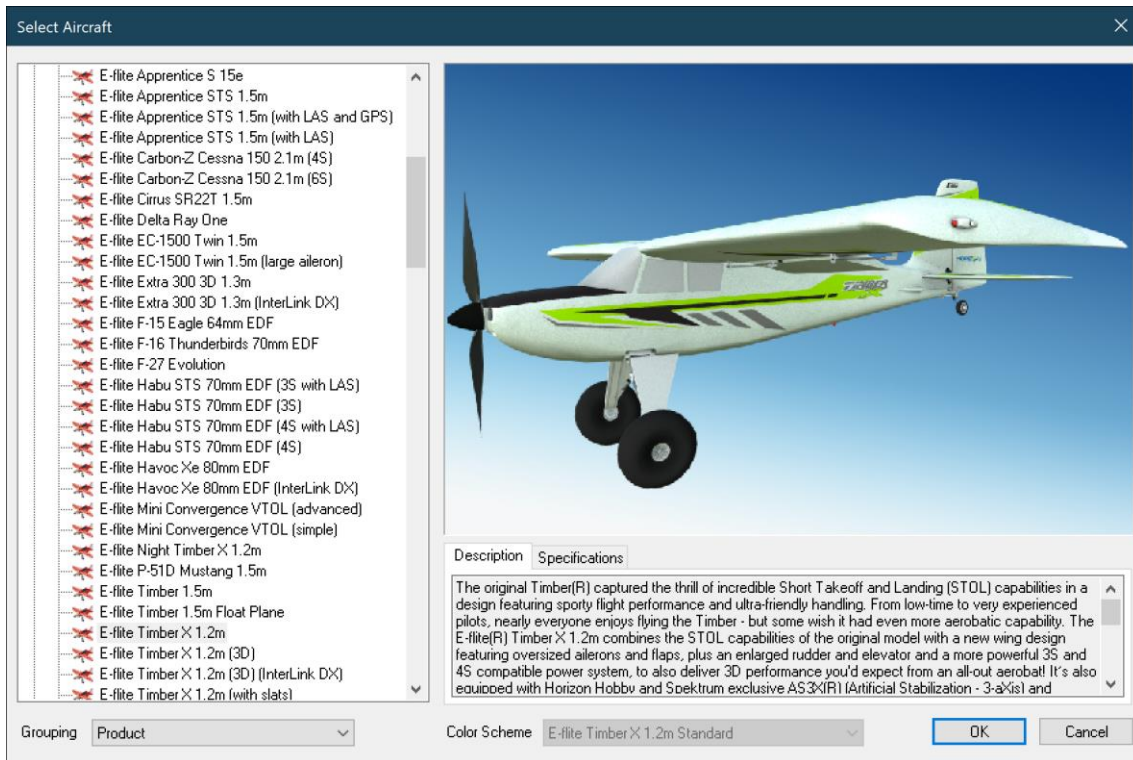 Select Aircraft
E-flite Apprentice S 15e
E-flite Apprentice STS 1.5m
E-flite Apprentice STS 1.5m (with LAS and GPS)
E-flite Apprentice STS 1.5m (with LAS)
E-flite Carbon-Z Cessna 150 2.1m (4S)
E-flite Carbon-Z Cessna 150 2.1m (6S)
E-flite Cirrus SR22T 1.5m
E-flite Delta Ray One
E-flite EC-1500 Twin 1.5m
E-flite EC-1500 Twin 1.5m (large aileron)
E-flite Extra 300 3D 1.3m
E-flite Extra 300 3D 1.3m (InterLink DX)
E-flite F-15 Eagle 64mm EDF
E-flite F-16 Thunderbirds 70mm EDF
E-flite F-27 Evolution
E-flite Habu STS 70mm EDF (3S with LAS)
E-flite Habu STS 70mm EDF (3S)
E-flite Habu STS 70mm EDF (4S with LAS)
E-flite Habu STS 70mm EDF (4S)
E-flite Havoc Xe 80mm EDF
E-flite Havoc Xe 80mm EDF (InterLink DX)
E-flite Mini Convergence VTOL (advanced)
E-flite Mini Convergence VTOL (simple)
E-flite Night Timber X 1.2m
E-flite P-51D Mustang 1.5m
E-flite Timber 1.5m
E-flite Timber 1.5m Float Plane
E-flite Timber X 1.2m
E-flite Timber X 1.2m (3D)
E-flite Timber X 1.2m (3D) (InterLink DX)
E-flite Timber X 1.2m (with slats)
TIMBER
Description Specifications
The original Timber(R) captured the thrill of incredible Short Takeoff and Landing (STOL) capabilities in a
design featuring sporty flight performance and ultra-friendly handling. From low-time to very experienced
pilots, nearly everyone enjoys flying the Timber - but some wish it had even more aerobatic capability. The
E-flite(R) Timber X 1.2m combines the STOL capabilities of the original model with a new wing design
featuring oversized ailerons and flaps, plus an enlarged rudder and elevator and a more powerful 3S and
4S compatible power system, to also deliver 3D performance you'd expect from an all-out aerobat! It's also
equipped with Horizon Hobby and Spektrum exclusive AS3X(R) (Artificial Stabilization - 3-aXis) and
Grouping Product
Color Scheme E-flite Timber X 1.2m Standard
OK Cancel